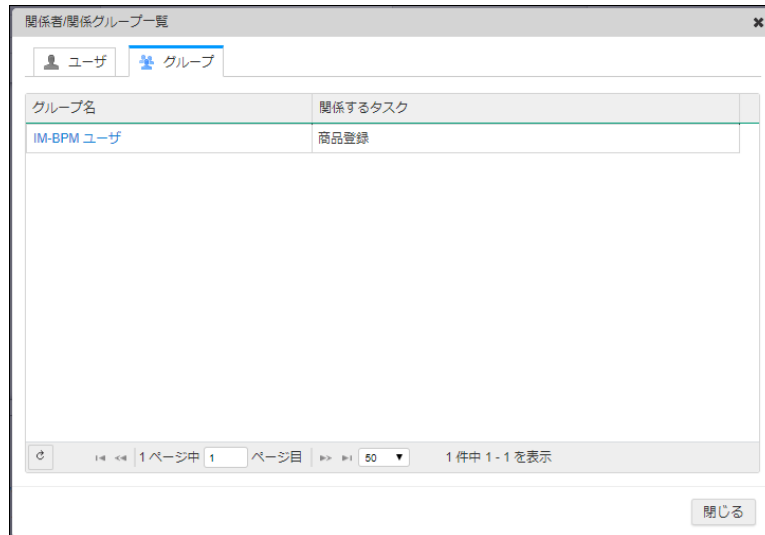 関係者/関係グループ一覧
ユーザ
グループ
グループ名 関係するタスク
IM-BPM ユーザ 商品登録
1 ページ中 1 ページ目 50 1 件中 1 - 1 を表示
閉じる